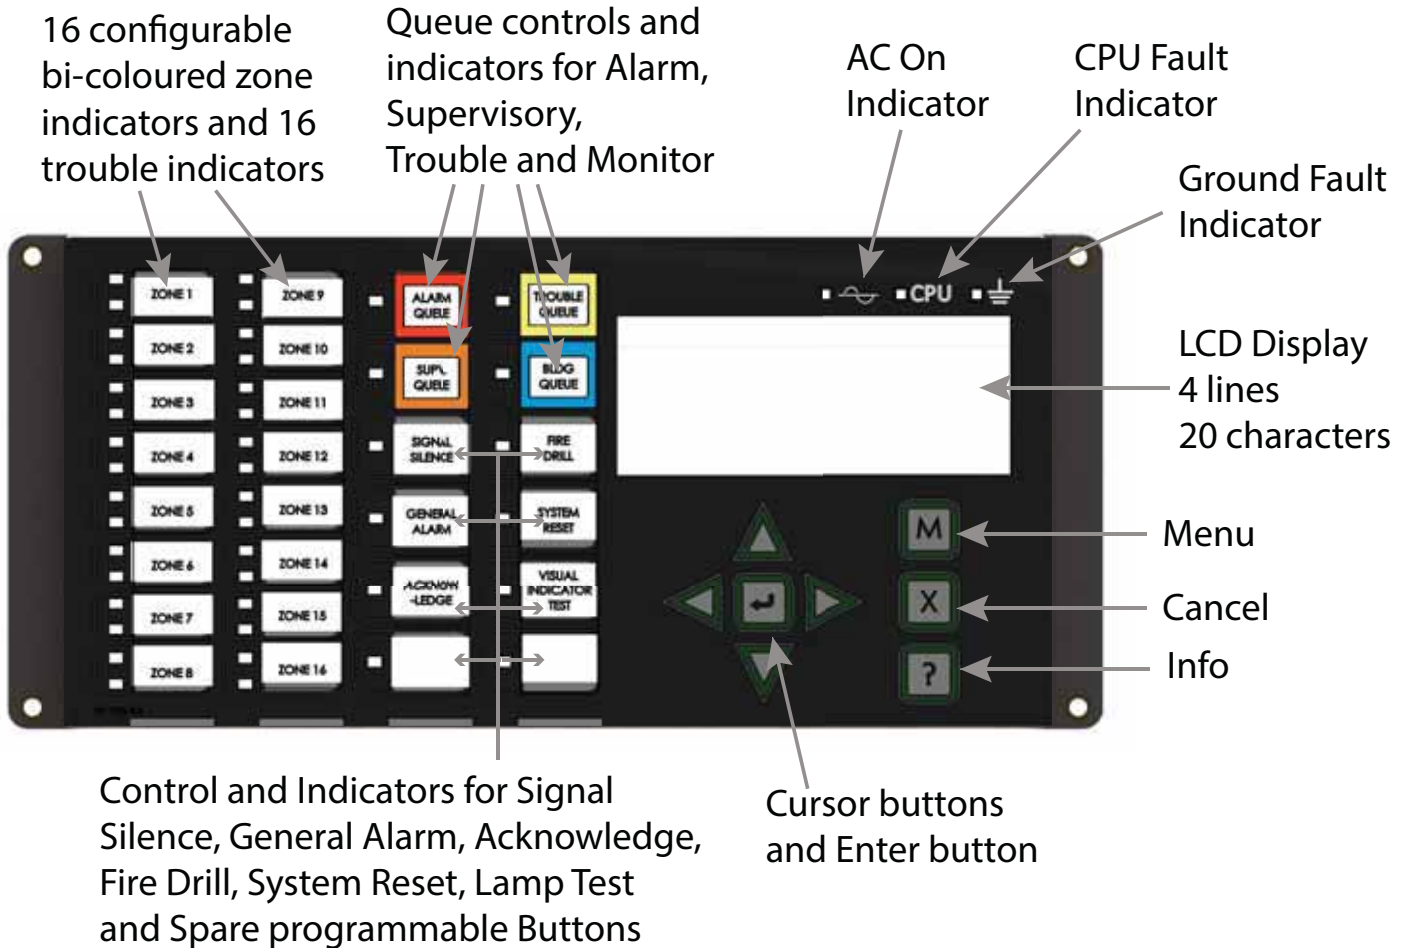 16 configurable
bi-coloured zone
indicators and 16
trouble indicators
Queue controls and
indicators for Alarm,
Supervisory,
Trouble and Monitor
AC On
Indicator
CPU Fault
Indicator
Ground Fault
Indicator
LCD Display
4 lines
20 characters
Menu
Cancel
Info
Cursor buttons
and Enter button
Control and Indicators for Signal
Silence, General Alarm, Acknowledge,
Fire Drill, System Reset, Lamp Test
and Spare programmable Buttons
ZONE 1
ZONE 2
ZONE 3
ZONE 4
ZONE 5
ZONE 6
ZONE 7
ZONE 8
ZONE 9
ZONE 10
ZONE 11
ZONE 12
ZONE 13
ZONE 14
ZONE 15
ZONE 16
ALARM
QUEUE
SUPV.
QUEUE
SIGNAL
SILENCE
GENERAL
ALARM
ACKNOW
-LEDGE
TROUBLE
QUEUE
BLDG
QUEUE
FIRE
DRILL
SYSTEM
RESET
VISUAL
INDICATOR
TEST
CPU
M
X
?